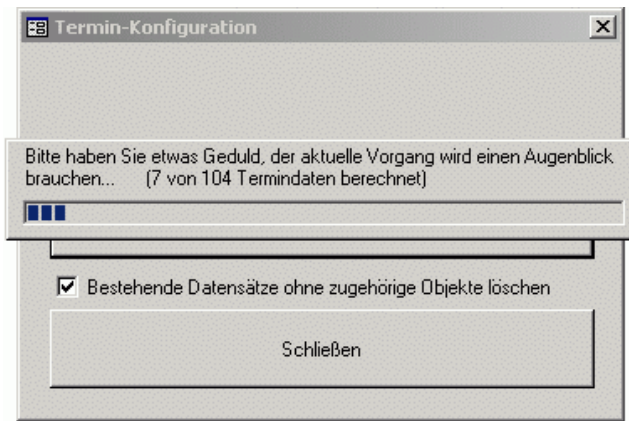 Termin-Konfiguration
Bitte haben Sie etwas Geduld, der aktuelle Vorgang wird einen Augenblick
brauchen... (7 von 104 Termindaten berechnet)
Bestehende Datensätze ohne zugehörige Objekte löschen
Schließen